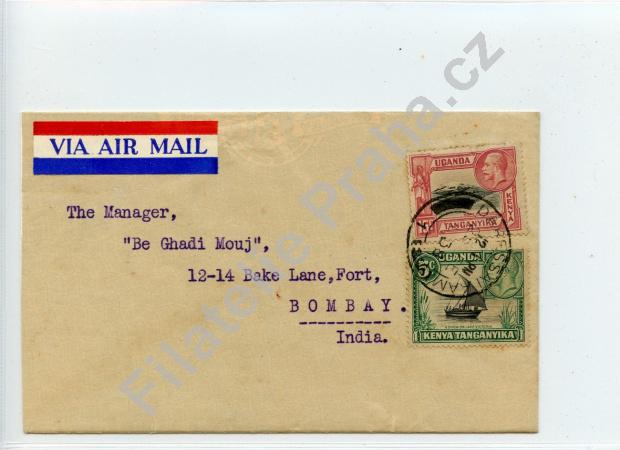 VIA AIR MAIL
The Manager,
"Be Ghadi Mouj",
12-14 Bake Lane,Fort,
BOMBAY.
India.
UGANDA
KENYA
TANGANYIKA
5c
UGANDA
KENYA TANGANYIKA
Filatelie Praha.cz